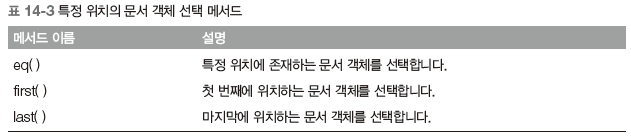 표 14-3 특정 위치의 문서 객체 선택 메서드
메서드 이름 설명
eq( ) 특정 위치에 존재하는 문서 객체를 선택합니다.
first( ) 첫 번째에 위치하는 문서 객체를 선택합니다.
last( ) 마지막에 위치하는 문서 객체를 선택합니다.